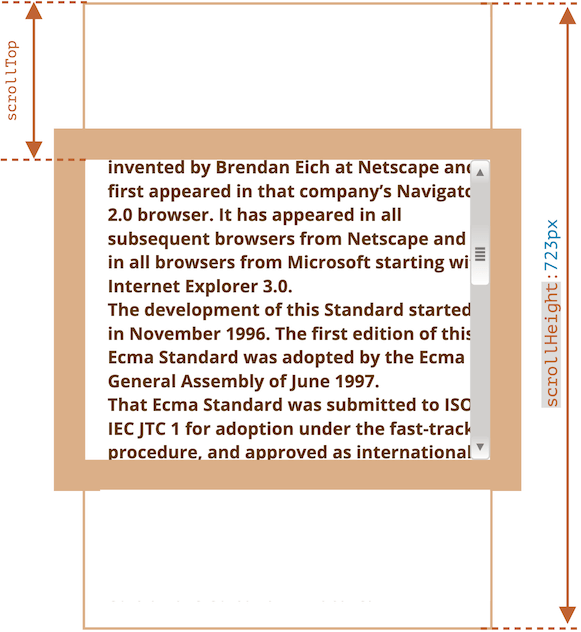 scrollTop
invented by Brendan Eich at Netscape and
first appeared in that company’s Navigato
2.0 browser. It has appeared in all
subsequent browsers from Netscape and
in all browsers from Microsoft starting wi
Internet Explorer 3.0.
The development of this Standard started
in November 1996. The first edition of this
Ecma Standard was adopted by the Ecma
General Assembly of June 1997.
That Ecma Standard was submitted to ISO
IEC JTC 1 for adoption under the fast-track
procedure, and approved as international
scrollHeight:723px